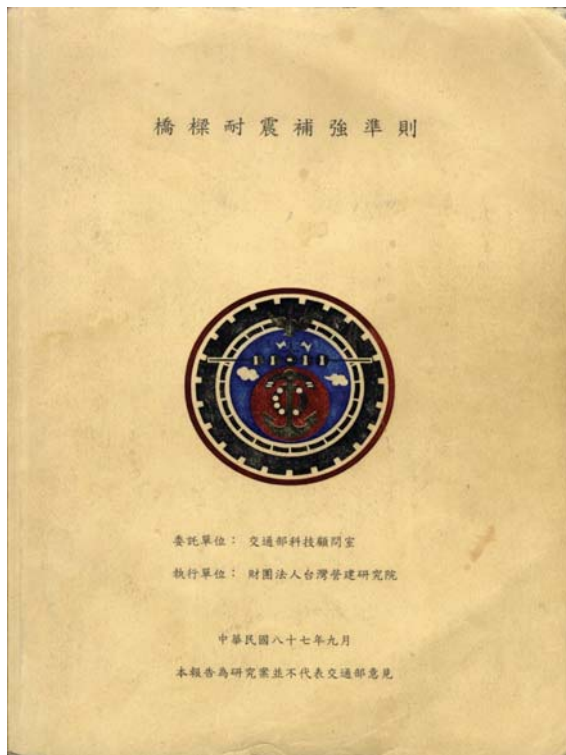 橋樑耐震補強準則
委託單位：交通部科技顧問室
執行單位：財團法人台灣營建研究院
中華民國八十七年九月
本報告為研究案並不代表交通部意見